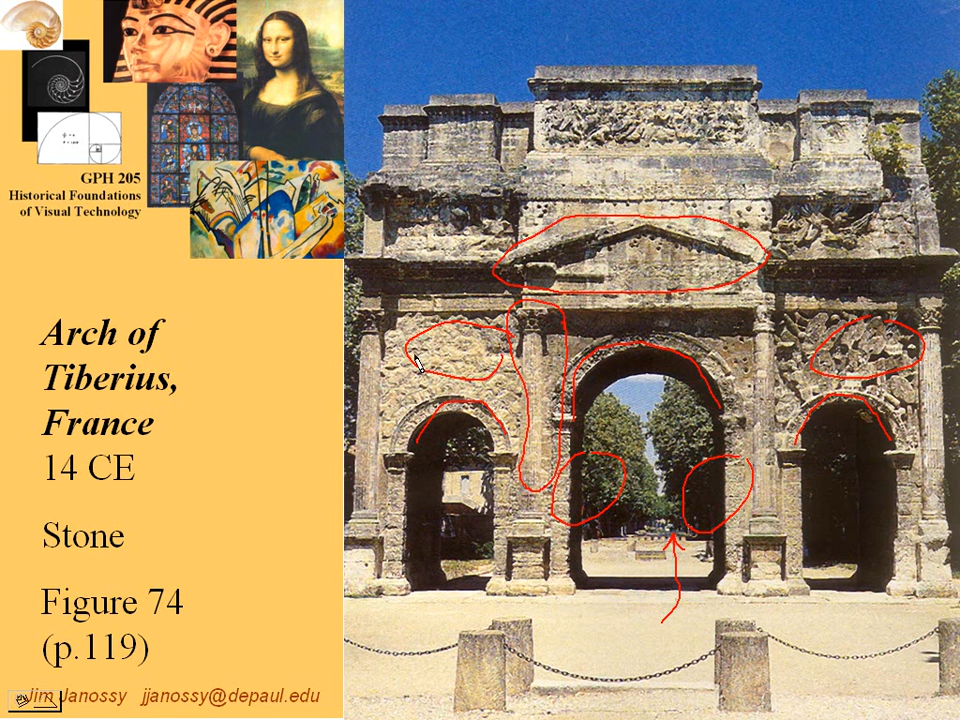 GPH 205
Historical Foundations
of Visual Technology
Arch of
Tiberius,
France
14 CE
Stone
Figure 74
(p.119)
Jim Janossy jjanossy@depaul.edu